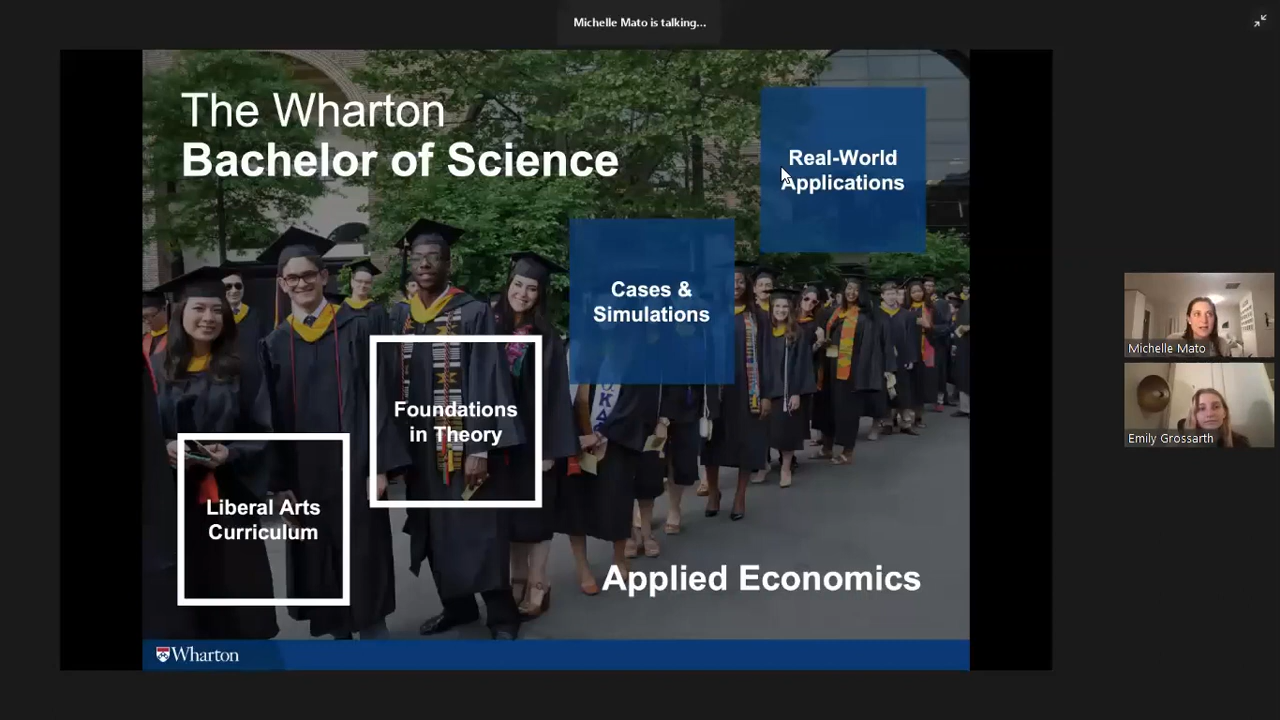 Michelle Mato is talking...
The Wharton
Bachelor of Science
Real-World
Applications
Cases &
Simulations
Foundations
in Theory
Liberal Arts
Curriculum
Applied Economics
Wharton
Michelle Mato
Emily Grossarth